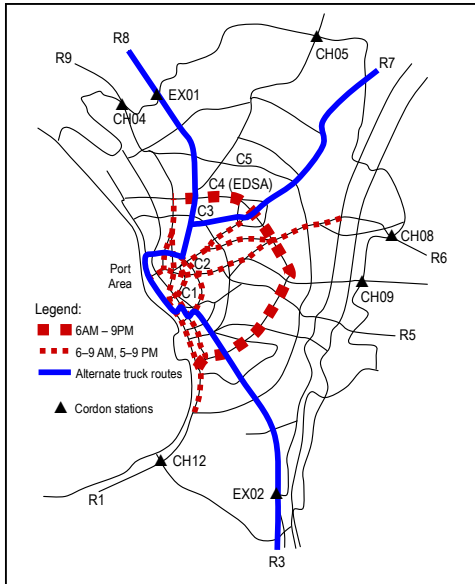 R8
CH05
R9
R7
EX01
CH04
C5
C4 (EDSA)
C3
CH08
R6
C2
Port
Area
CH09
C1
Legend:
6AM – 9PM
R5
6–9 AM, 5–9 PM
Alternate truck routes
Cordon stations
CH12
R1
EX02
R3